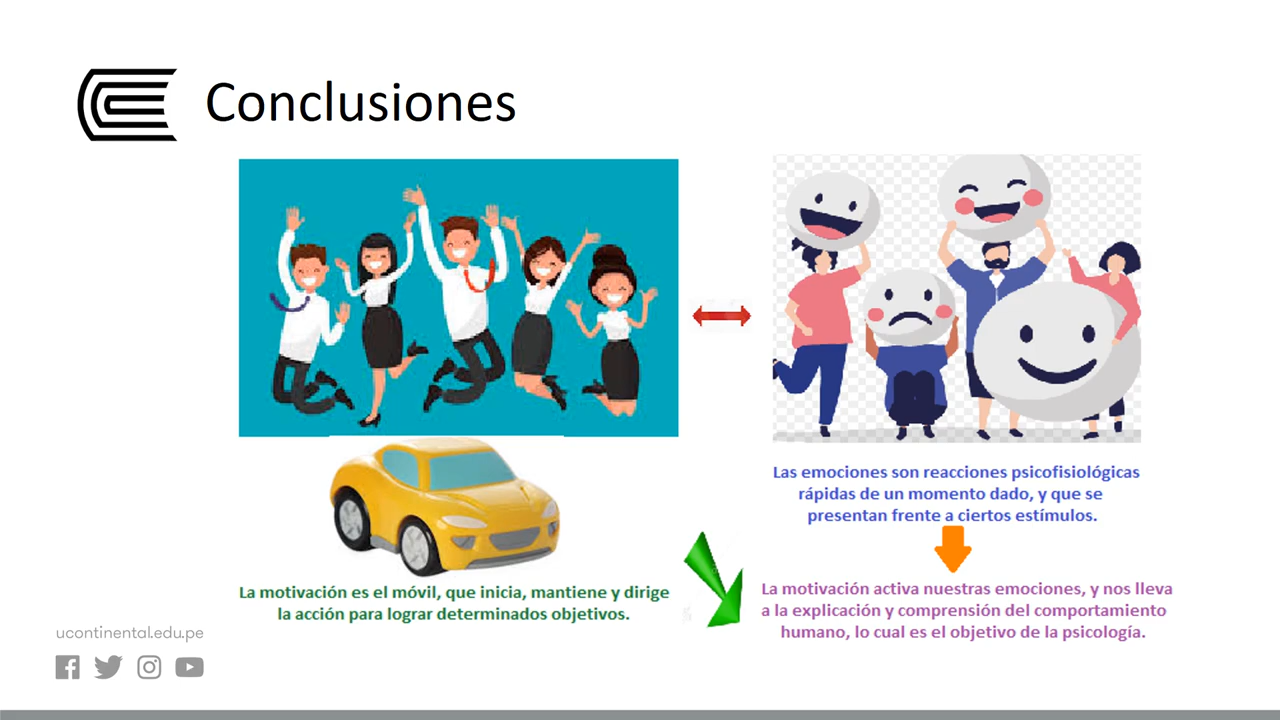 Conclusiones
Las emociones son reacciones psicofisiológicas
rápidas de un momento dado, y que se
presentan frente a ciertos estímulos.
La motivación es el móvil, que inicia, mantiene y dirige
la acción para lograr determinados objetivos.
La motivación activa nuestras emociones, y nos lleva
a la explicación y comprensión del comportamiento
humano, lo cual es el objetivo de la psicología.
ucontinental.edu.pe